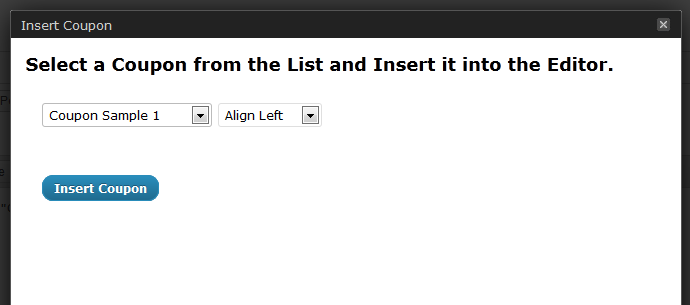 Insert Coupon
Select a Coupon from the List and Insert it into the Editor.
Coupon Sample 1 Align Left
Insert Coupon